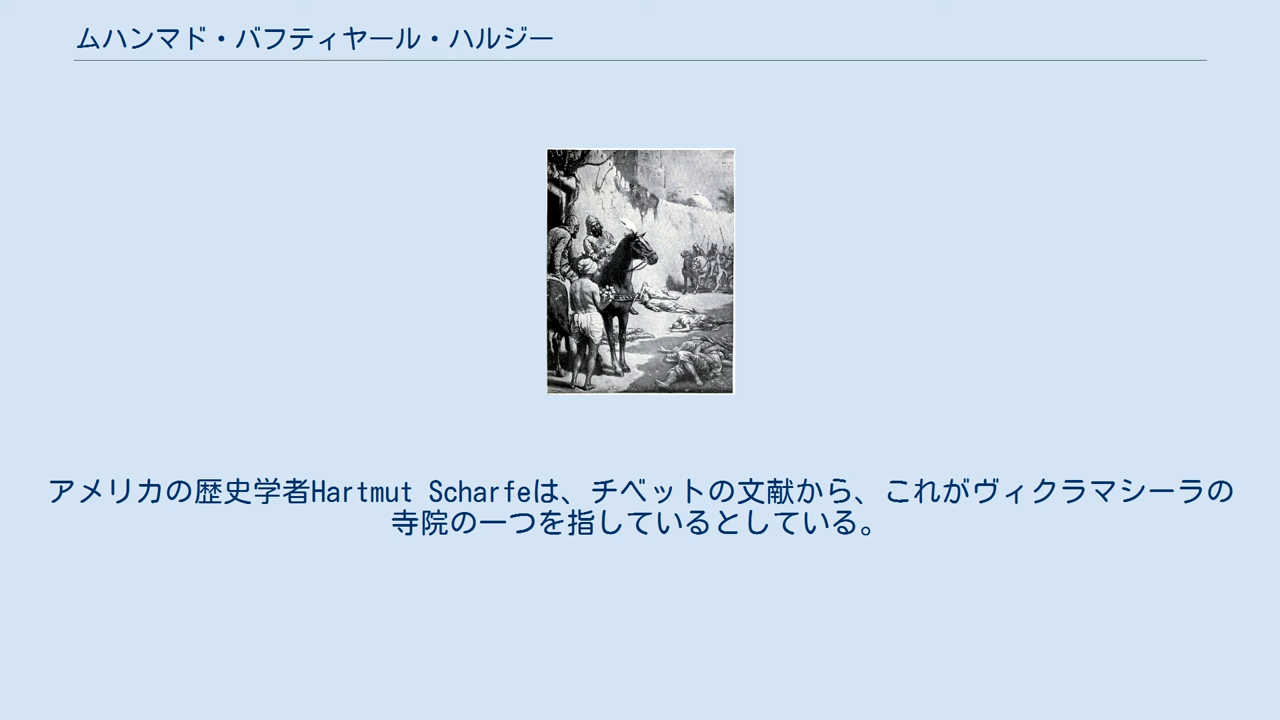 ムハンマド・バフティヤール・ハルジー
アメリカの歴史学者Hartmut Scharfeは、チベットの文献から、これがヴィクラマシーラの
寺院の一つを指しているとしている。